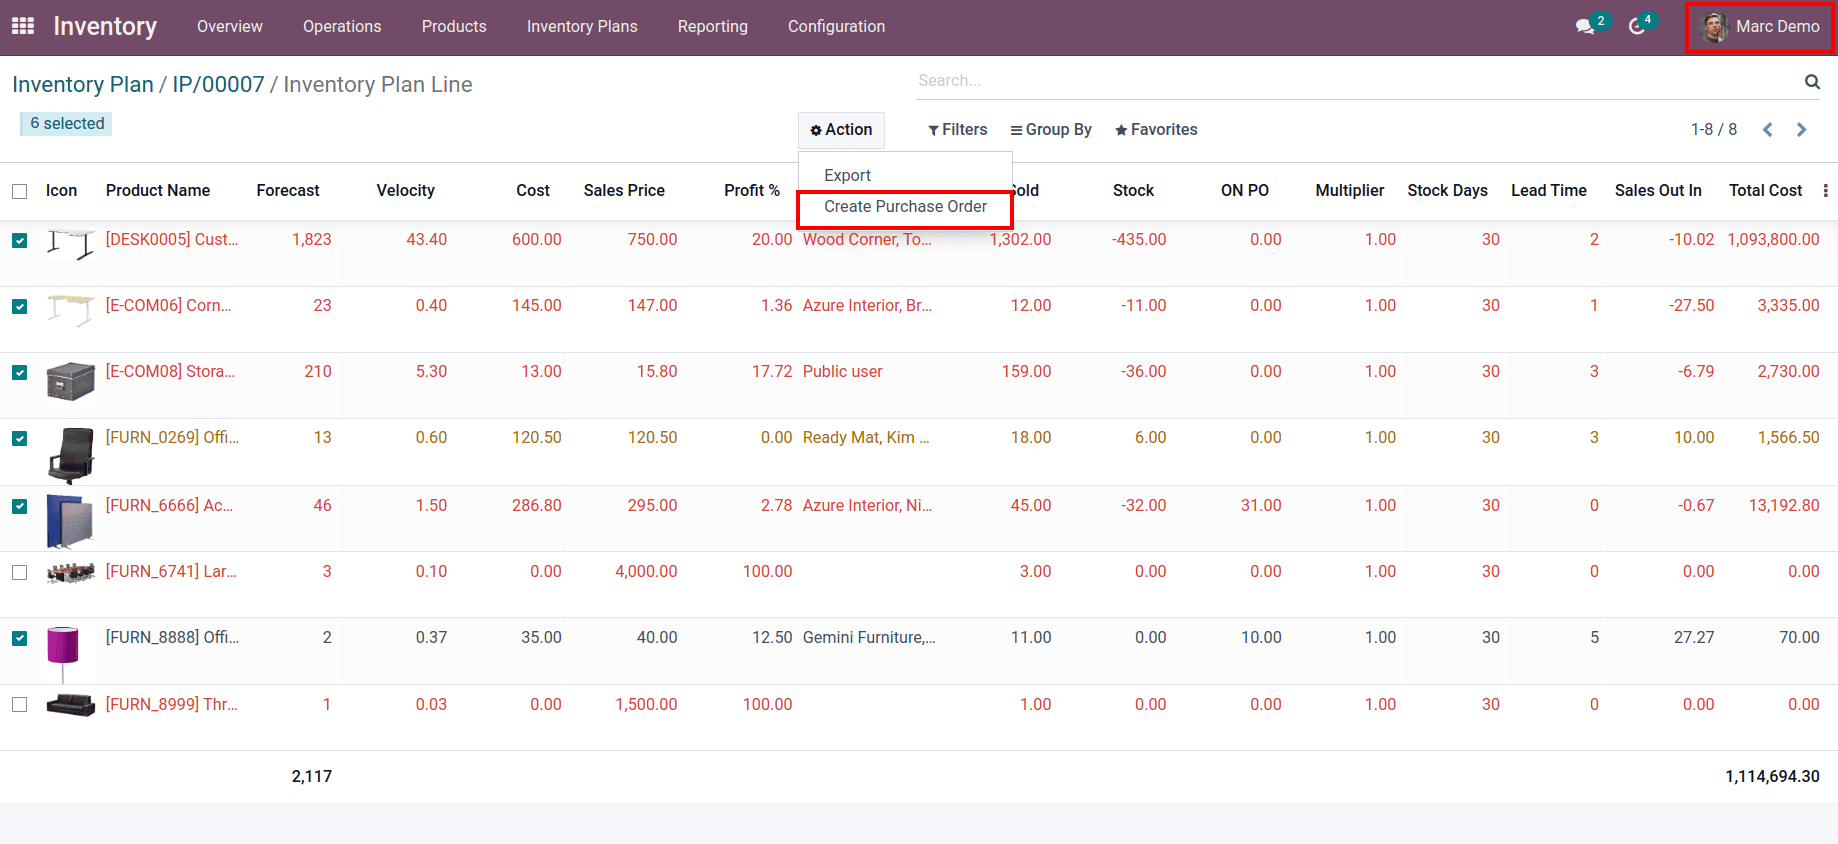 Inventory Overview Operations Products Inventory Plans Reporting Configuration 2 4 Marc Demo
Inventory Plan / IP/00007 / Inventory Plan Line Search...
6 selected Action Filters Group By Favorites 1-8 / 8
Export
Create Purchase Order
Icon Product Name Forecast Velocity Cost Sales Price Profit % Sold Stock ON PO Multiplier Stock Days Lead Time Sales Out In Total Cost
[DESK0005] Cust... 1,823 43.40 600.00 750.00 20.00 Wood Corner, To... 1,302.00 -435.00 0.00 1.00 30 2 -10.02 1,093,800.00
[E-COM06] Corn... 23 0.40 145.00 147.00 1.36 Azure Interior, Br... 12.00 -11.00 0.00 1.00 30 1 -27.50 3,335.00
[E-COM08] Stora... 210 5.30 13.00 15.80 17.72 Public user 159.00 -36.00 0.00 1.00 30 3 -6.79 2,730.00
[FURN_0269] Offi... 13 0.60 120.50 120.50 0.00 Ready Mat, Kim ... 18.00 6.00 0.00 1.00 30 3 10.00 1,566.50
[FURN_6666] Ac... 46 1.50 286.80 295.00 2.78 Azure Interior, Ni... 45.00 -32.00 31.00 1.00 30 0 -0.67 13,192.80
[FURN_6741] Lar... 3 0.10 0.00 4,000.00 100.00 3.00 0.00 0.00 1.00 30 0 0.00 0.00
[FURN_8888] Offi... 2 0.37 35.00 40.00 12.50 Gemini Furniture,... 11.00 0.00 10.00 1.00 30 5 27.27 70.00
[FURN_8999] Thr... 1 0.03 0.00 1,500.00 100.00 1.00 0.00 0.00 1.00 30 0 0.00 0.00
2,117 1,114,694.30